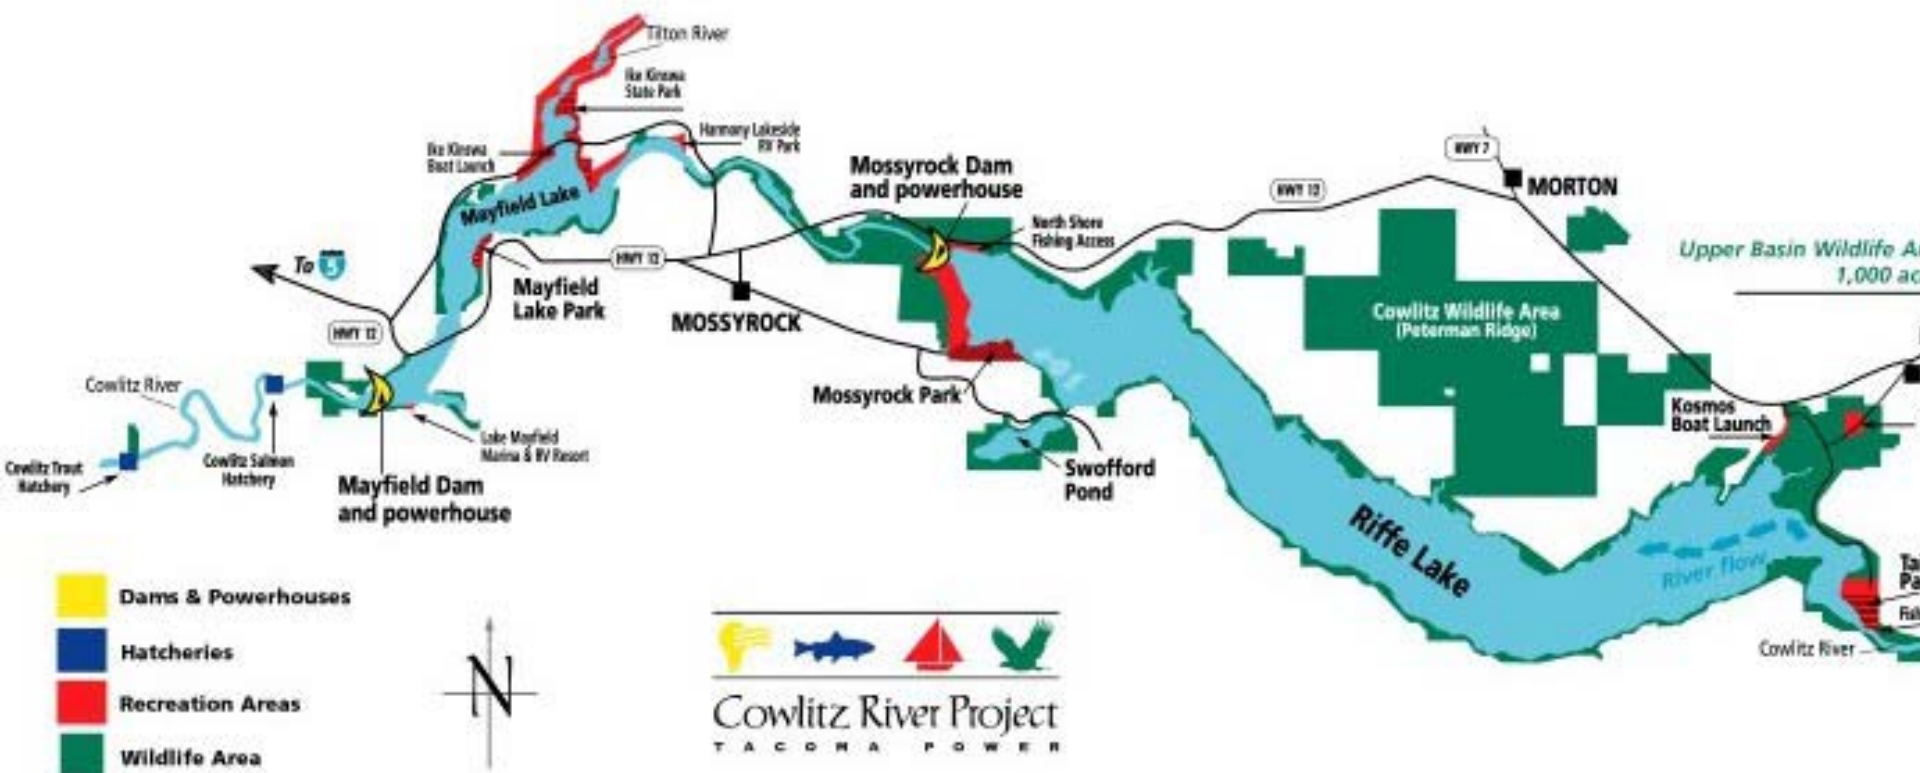 Tilton River
Ike Kinswa
State Park
Harmony Lakeside
RV Park
Ike Kinswa
Boat Launch
Mayfield Lake
Mossyrock Dam
and powerhouse
North Shore
Fishing Access
HWY 7
MORTON
HWY 12
Upper Basin Wildlife
1,000
To 5
HWY 12
Mayfield
Lake Park
MOSSYROCK
HWY 12
Cowlitz Wildlife Area
(Peterman Ridge)
Cowlitz River
Mossyrock Park
Kosmos
Boat Launch
Cowlitz Trout
Hatchery
Cowlitz Salmon
Hatchery
Lake Mayfield
Marina & RV Resort
Mayfield Dam
and powerhouse
Swofford
Pond
Riffe Lake
River flow
Cowlitz River
Dams & Powerhouses
Hatcheries
Recreation Areas
Wildlife Area
N
Cowlitz River Project
TACOMA POWER